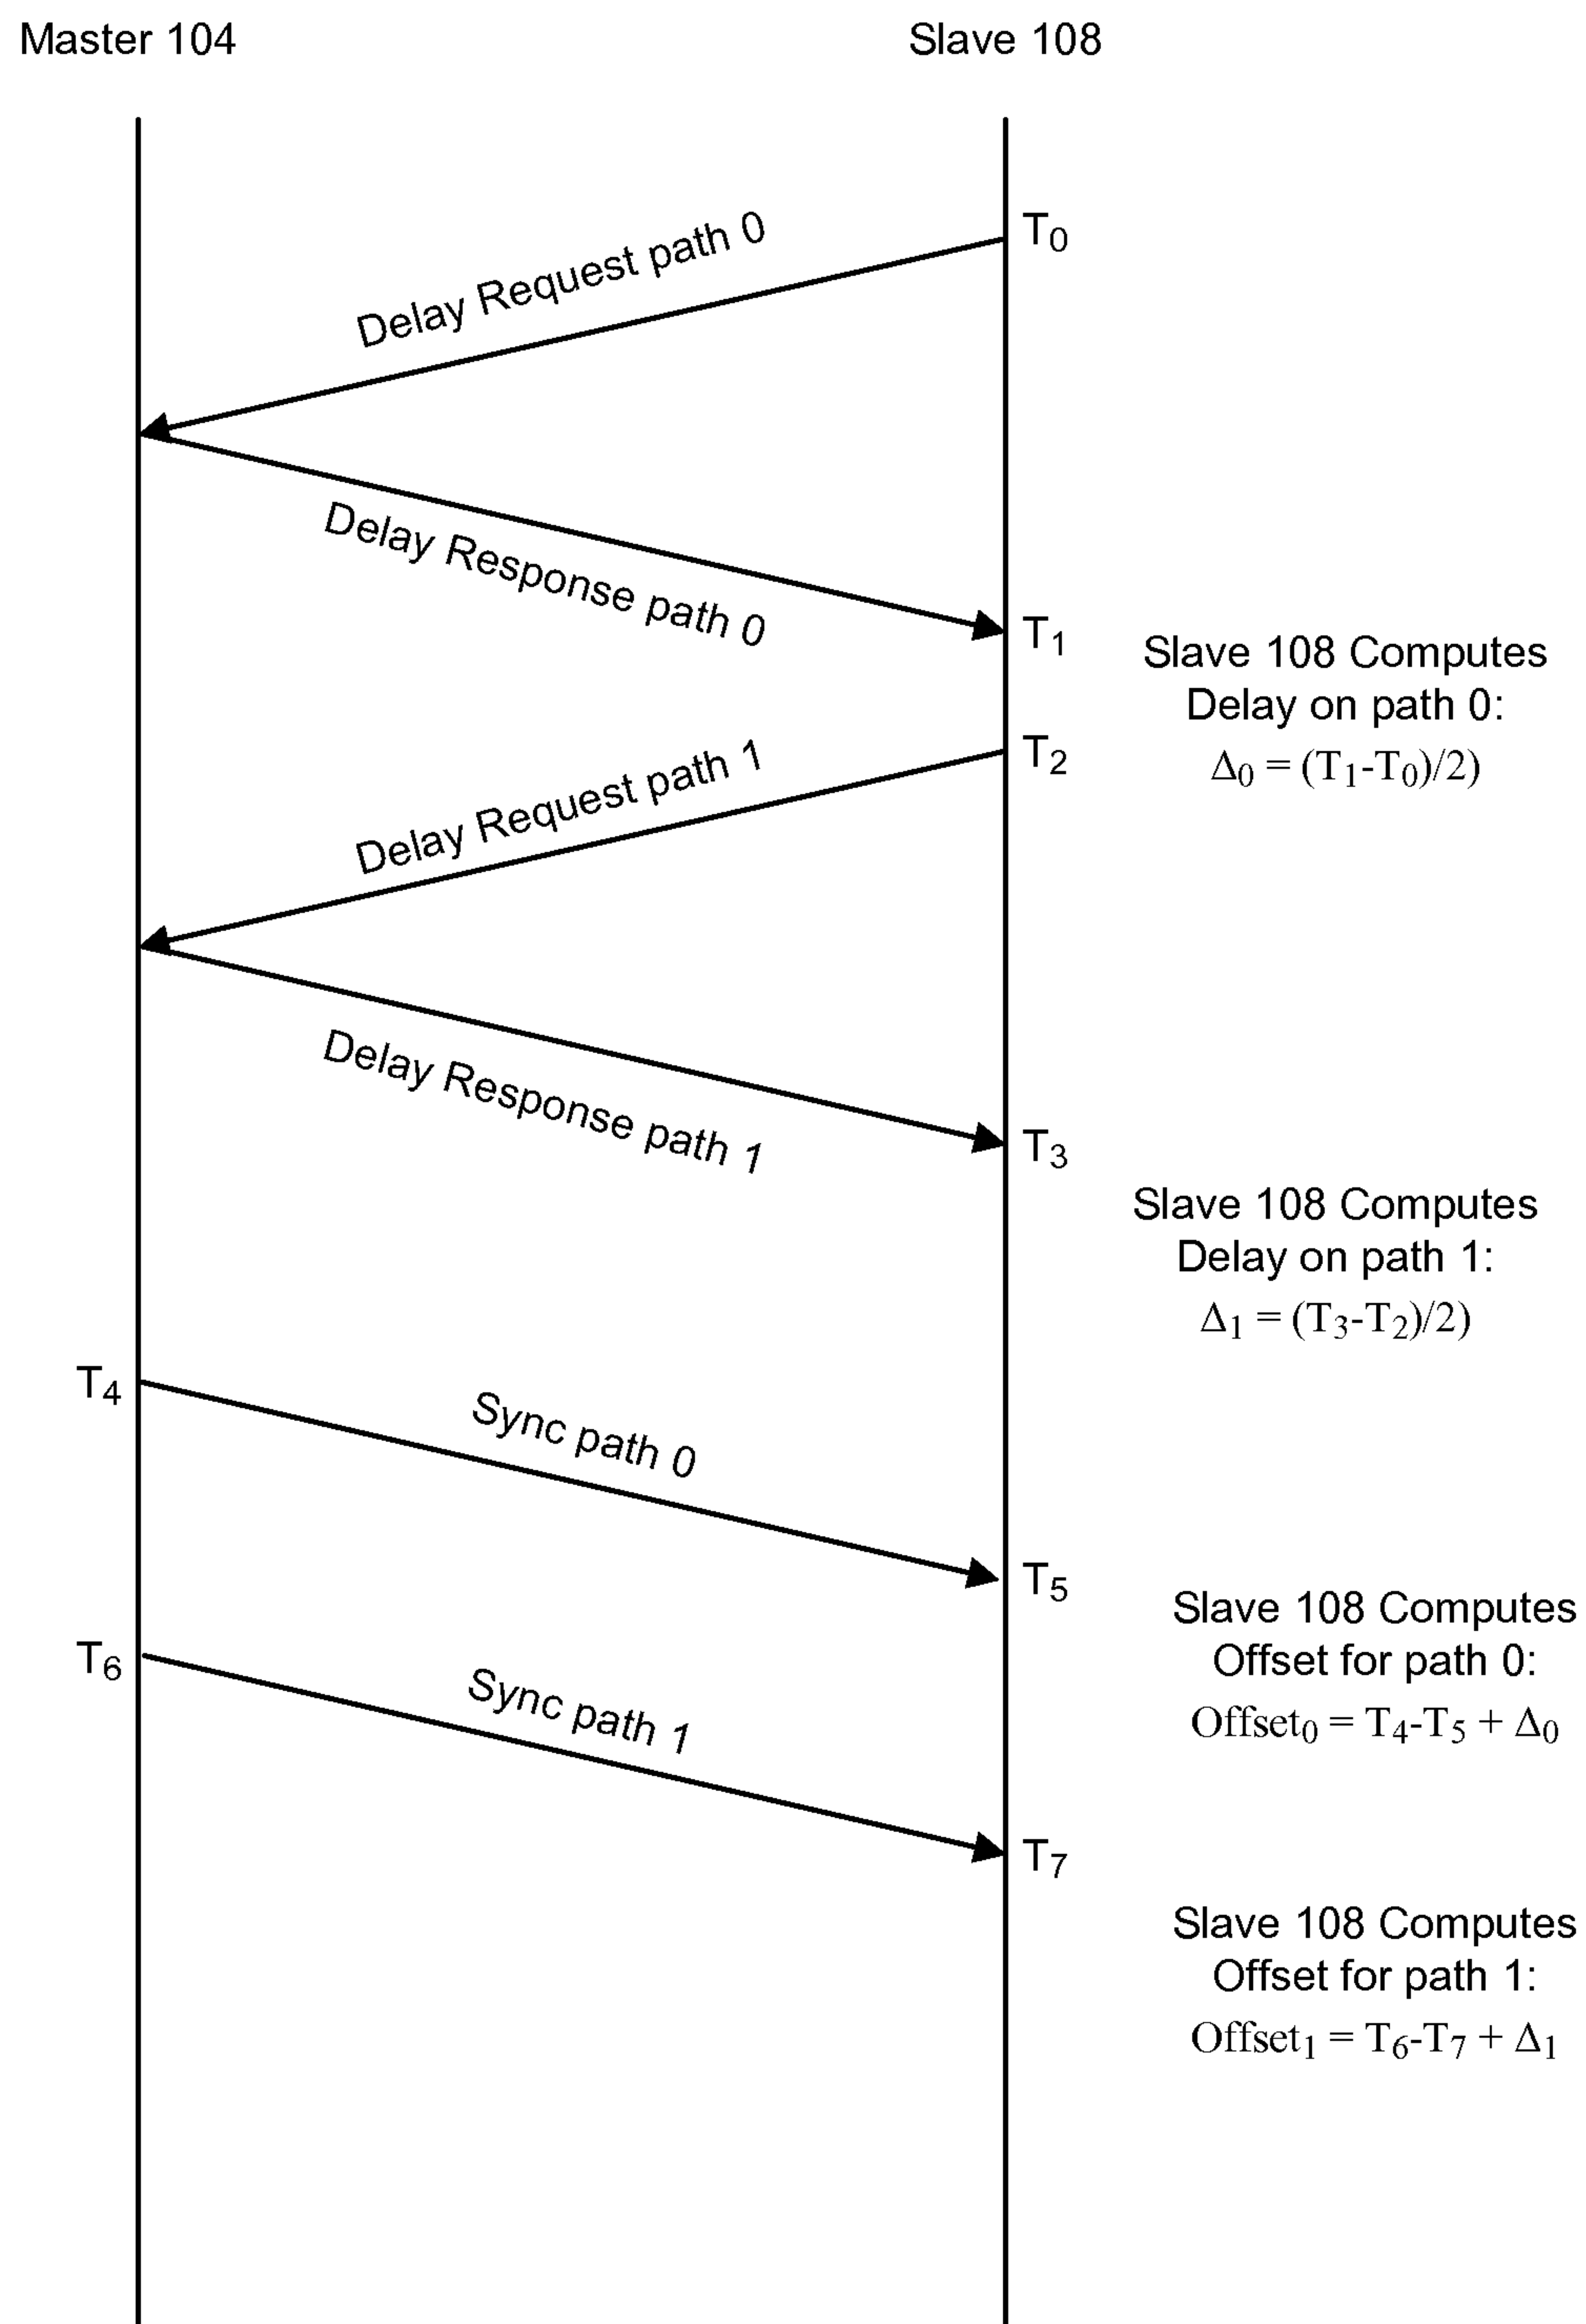 Master 104
Slave 108
T0
Delay Request path 0
Delay Response path 0
T1
Slave 108 Computes
Delay on path 0:
Δ0 = (T1-T0)/2)
T2
Delay Request path 1
Delay Response path 1
T3
Slave 108 Computes
Delay on path 1:
Δ1 = (T3-T2)/2)
T4
Sync path 0
T5
Slave 108 Computes
Offset for path 0:
Offset0 = T4-T5 + Δ0
T6
Sync path 1
T7
Slave 108 Computes
Offset for path 1:
Offset1 = T6-T7 + Δ1